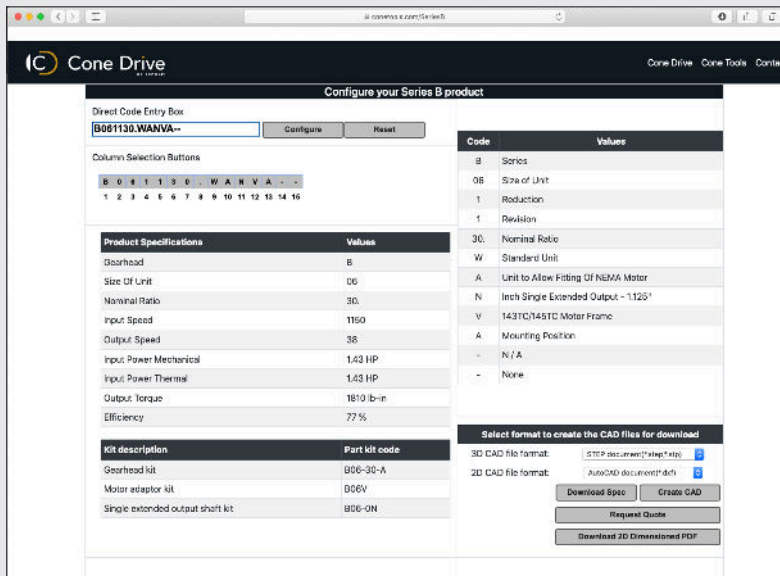 Cone Drive
Cone Drive Cone Tools
Configure your Series B product
Direct Code Entry Box
B061130.WANVA--
Configure Reset
Column Selection Buttons
B 0 6 1 1 3 0 . W A N V A - -
1 2 3 4 5 6 7 8 9 10 11 12 13 14 15
Product Specifications Values
Gearhead B
Size Of Unit 06
Nominal Ratio 30.
Input Speed 1150
Output Speed 38
Input Power Mechanical 1.43 HP
Input Power Thermal 1.43 HP
Output Torque 1810 lb-in
Efficiency 77 %
Kit description Part kit code
Gearhead kit B06-30-A
Motor adaptor kit B06V
Single extended output shaft kit B06-0N
Code Values
B Series
06 Size of Unit
1 Reduction
1 Revision
30. Nominal Ratio
W Standard Unit
A Unit to Allow Fitting Of NEMA Motor
N Inch Single Extended Output - 1.125"
V 143TC/145TC Motor Frame
A Mounting Position
- N / A
- None
Select format to create the CAD files for download
3D CAD file format: STEP document(*.step;*.stp)
2D CAD file format: AutoCAD document(*.dxf)
Download Spec Create CAD
Request Quote
Download 2D Dimensioned PDF